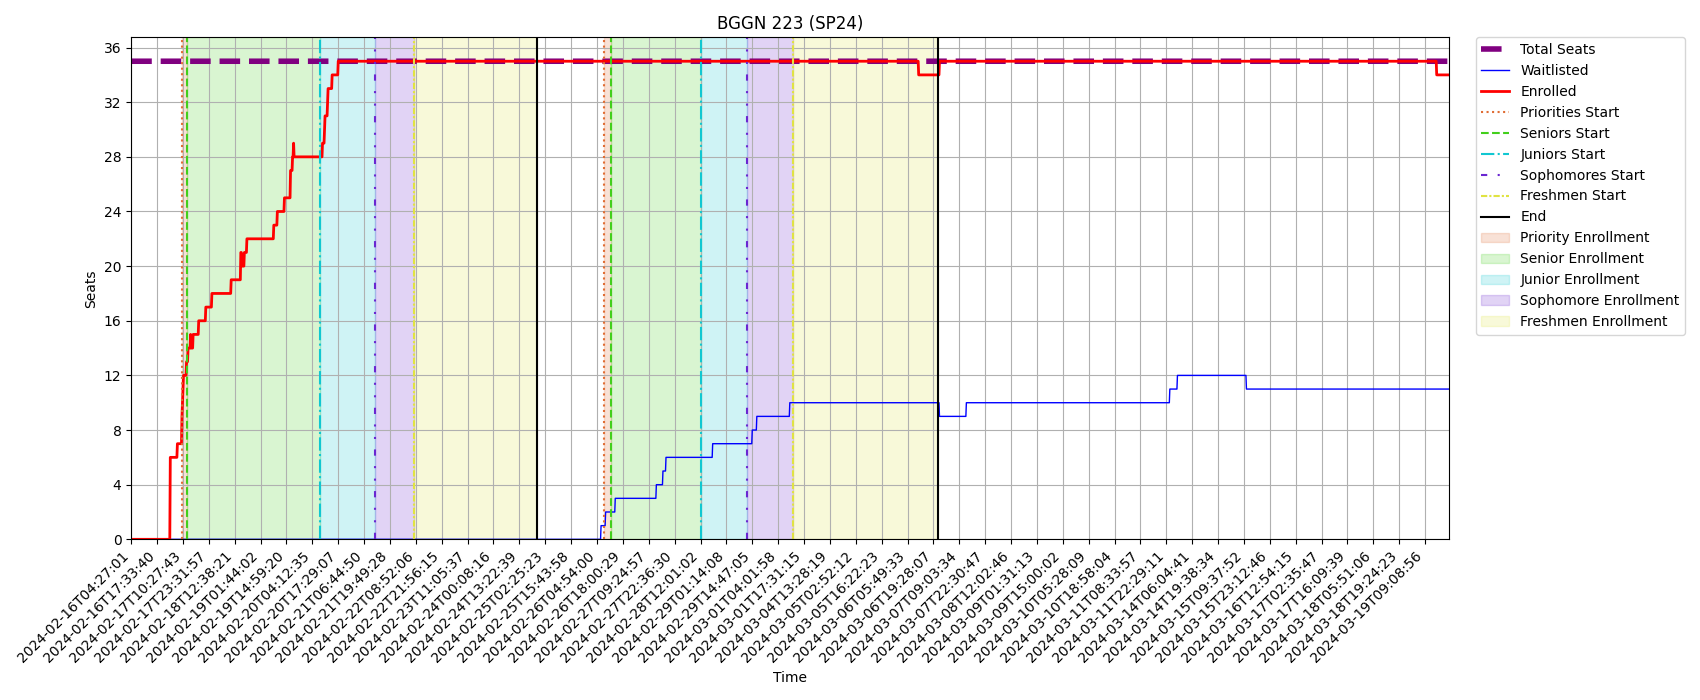 BGGN 223 (SP24)
36
32
28
24
20
16
12
8
4
0
Seats
2024-02-16T04:27:01
2024-02-16T17:33:40
2024-02-17T10:27:43
2024-02-17T23:31:57
2024-02-18T12:38:21
2024-02-19T01:44:02
2024-02-19T14:59:20
2024-02-20T04:12:35
2024-02-20T17:29:07
2024-02-21T06:44:50
2024-02-21T19:49:28
2024-02-22T08:52:06
2024-02-22T21:56:15
2024-02-23T11:05:37
2024-02-24T00:08:16
2024-02-24T13:22:39
2024-02-25T02:25:23
2024-02-25T15:43:58
2024-02-26T04:54:00
2024-02-26T18:00:29
2024-02-27T09:24:57
2024-02-27T22:36:30
2024-02-28T12:01:02
2024-02-29T01:14:08
2024-02-29T14:47:05
2024-03-01T04:01:58
2024-03-01T17:31:15
2024-03-04T13:28:19
2024-03-05T02:52:12
2024-03-05T16:22:23
2024-03-06T05:49:33
2024-03-06T19:28:07
2024-03-07T09:03:34
2024-03-07T22:30:47
2024-03-08T12:02:46
2024-03-09T01:31:13
2024-03-09T15:00:02
2024-03-10T05:28:09
2024-03-10T18:58:04
2024-03-11T08:33:57
2024-03-11T22:29:11
2024-03-14T06:04:41
2024-03-14T19:38:34
2024-03-15T09:37:52
2024-03-15T23:12:46
2024-03-16T12:54:15
2024-03-17T02:35:47
2024-03-17T16:09:39
2024-03-18T05:51:06
2024-03-18T19:24:23
2024-03-19T09:08:56
Time
Total Seats
Waitlisted
Enrolled
Priorities Start
Seniors Start
Juniors Start
Sophomores Start
Freshmen Start
End
Priority Enrollment
Senior Enrollment
Junior Enrollment
Sophomore Enrollment
Freshmen Enrollment